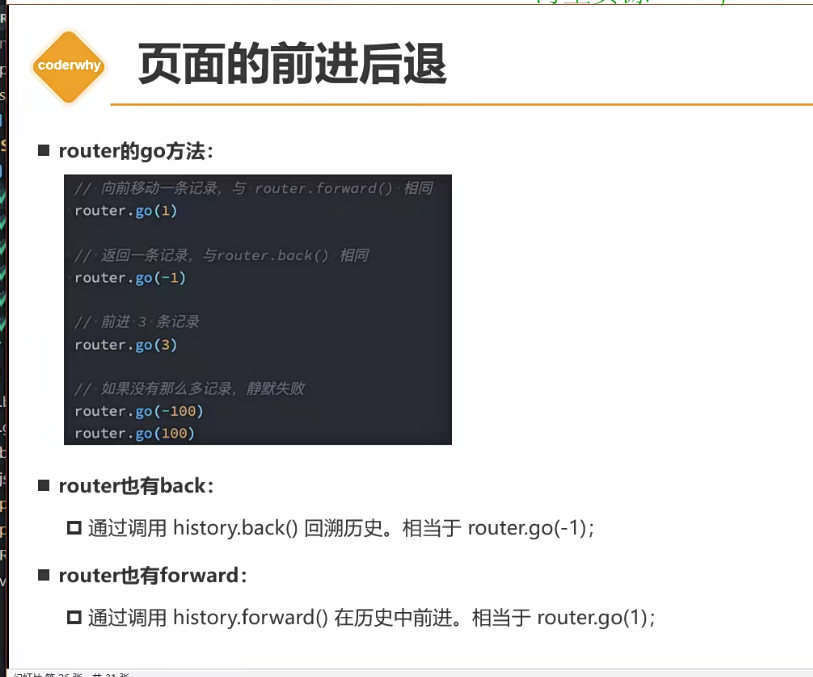 coderwhy
页面的前进后退
■ router的go方法：
// 向前移动一条记录，与 router.forward() 相同
router.go(1)
// 返回一条记录，与router.back() 相同
router.go(-1)
// 前进 3 条记录
router.go(3)
// 如果没有那么多记录，静默失败
router.go(-100)
router.go(100)
■ router也有back：
通过调用 history.back() 回溯历史。相当于 router.go(-1)；
■ router也有forward：
通过调用 history.forward() 在历史中前进。相当于 router.go(1)；